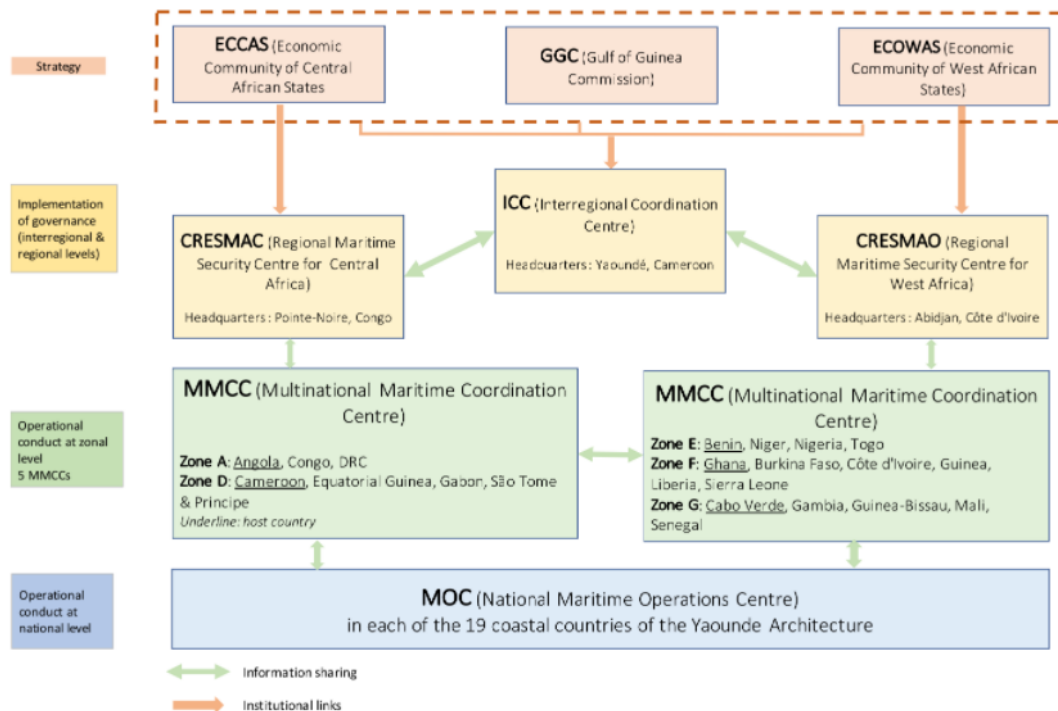 Strategy
ECCAS (Economic
Community of Central
African States
GGC (Gulf of Guinea
Commission)
ECOWAS (Economic
Community of West African
States)
Implementation
of governance
(interregional &
regional levels)
CRESMAC (Regional Maritime
Security Centre for Central
Africa)
Headquarters : Pointe-Noire, Congo
ICC (Interregional Coordination
Centre)
Headquarters : Yaoundé, Cameroon
CRESMAO (Regional
Maritime Security Centre for
West Africa)
Headquarters : Abidjan, Côte d'Ivoire
Operational
conduct at zonal
level
5 MMCCs
MMCC (Multinational Maritime Coordination
Centre)
Zone A: Angola, Congo, DRC
Zone D: Cameroon, Equatorial Guinea, Gabon, São Tome
& Principe
Underline: host country
MMCC (Multinational Maritime Coordination
Centre)
Zone E: Benin, Niger, Nigeria, Togo
Zone F: Ghana, Burkina Faso, Côte d'Ivoire, Guinea,
Liberia, Sierra Leone
Zone G: Cabo Verde, Gambia, Guinea-Bissau, Mali,
Senegal
Operational
conduct at
national level
MOC (National Maritime Operations Centre)
in each of the 19 coastal countries of the Yaounde Architecture
Information sharing
Institutional links